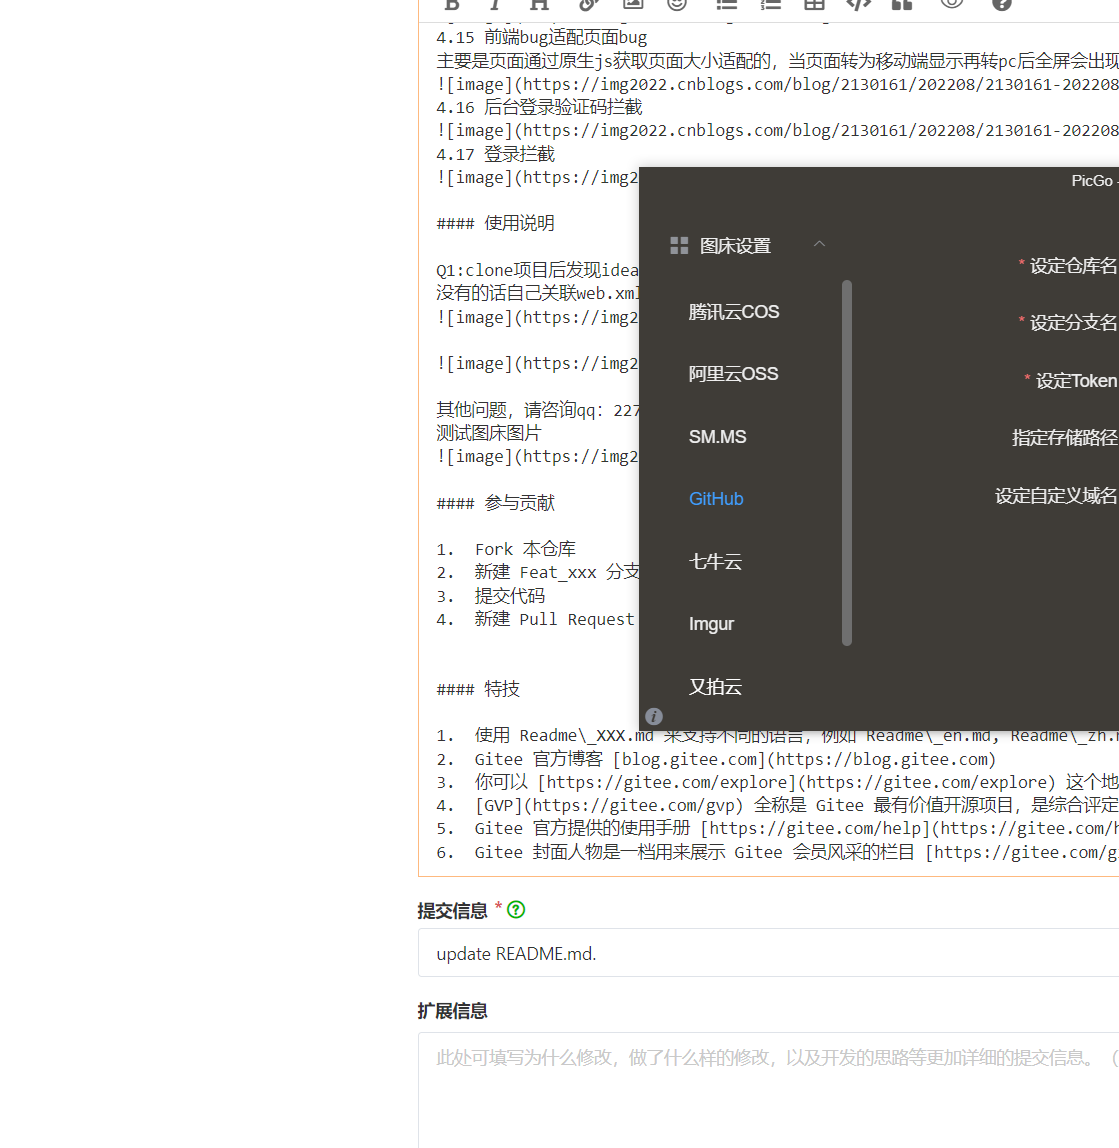 4.15 前端bug适配页面bug
主要是页面通过原生js获取页面大小适配的，当页面转为移动端显示再转pc后全屏会出现
![image](https://img2022.cnblogs.com/blog/2130161/202208/2130161-202208
4.16 后台登录验证码拦截
![image](https://img2022.cnblogs.com/blog/2130161/202208/2130161-202208
4.17 登录拦截
![image](https://img2
#### 使用说明
Q1:clone项目后发现idea
没有的话自己关联web.xml
![image](https://img2
![image](https://img2
其他问题，请咨询qq：227
测试图床图片
![image](https://img2
#### 参与贡献
1.  Fork 本仓库
2.  新建 Feat_xxx 分支
3.  提交代码
4.  新建 Pull Request
#### 特技
1.  使用 Readme\_XXX.md 来支持不同的语言，例如 Readme\_en.md, Readme\_zh.m
2.  Gitee 官方博客 [blog.gitee.com](https://blog.gitee.com)
3.  你可以 [https://gitee.com/explore](https://gitee.com/explore) 这个地
4.  [GVP](https://gitee.com/gvp) 全称是 Gitee 最有价值开源项目，是综合评定
5.  Gitee 官方提供的使用手册 [https://gitee.com/help](https://gitee.com/h
6.  Gitee 封面人物是一档用来展示 Gitee 会员风采的栏目 [https://gitee.com/g
PicGo -
图床设置
腾讯云COS
阿里云OSS
SM.MS
GitHub
七牛云
Imgur
又拍云
* 设定仓库名
* 设定分支名
* 设定Token
指定存储路径
设定自定义域名
提交信息 *
update README.md.
扩展信息
此处可填写为什么修改，做了什么样的修改，以及开发的思路等更加详细的提交信息。（